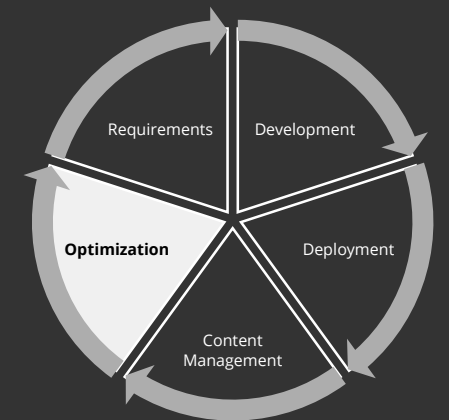 Requirements
Development
Deployment
Content
Management
Optimization